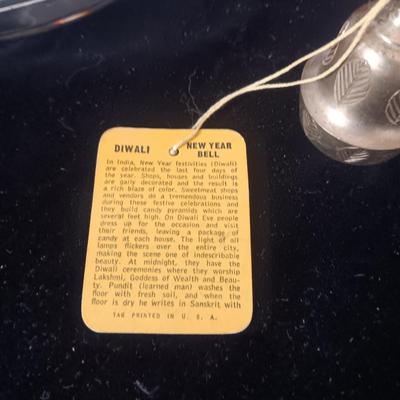 DIWALI NEW YEAR
BELL
In India, New Year festivities (Diwali)
are celebrated the last four days of
the year. Shops, houses and buildings
are gaily decorated and the result is
a rich blaze of color. Sweetmeat shops
and vendors do a tremendous business
during these festive celebrations and
they build candy pyramids which are
several feet high. On Diwali Eve people
dress up for the occasion and visit
their friends, leaving a package of
candy at each house. The light of all
lamps flickers over the entire city,
making the scene one of indescribable
beauty. At midnight, they have the
Diwali ceremonies where they worship
Lakshmi, Goddess of Wealth and Beau-
ty. Pundit (learned man) washes the
floor with fresh soil, and when the
floor is dry he writes in Sanskrit with
TAG PRINTED IN U. S. A.